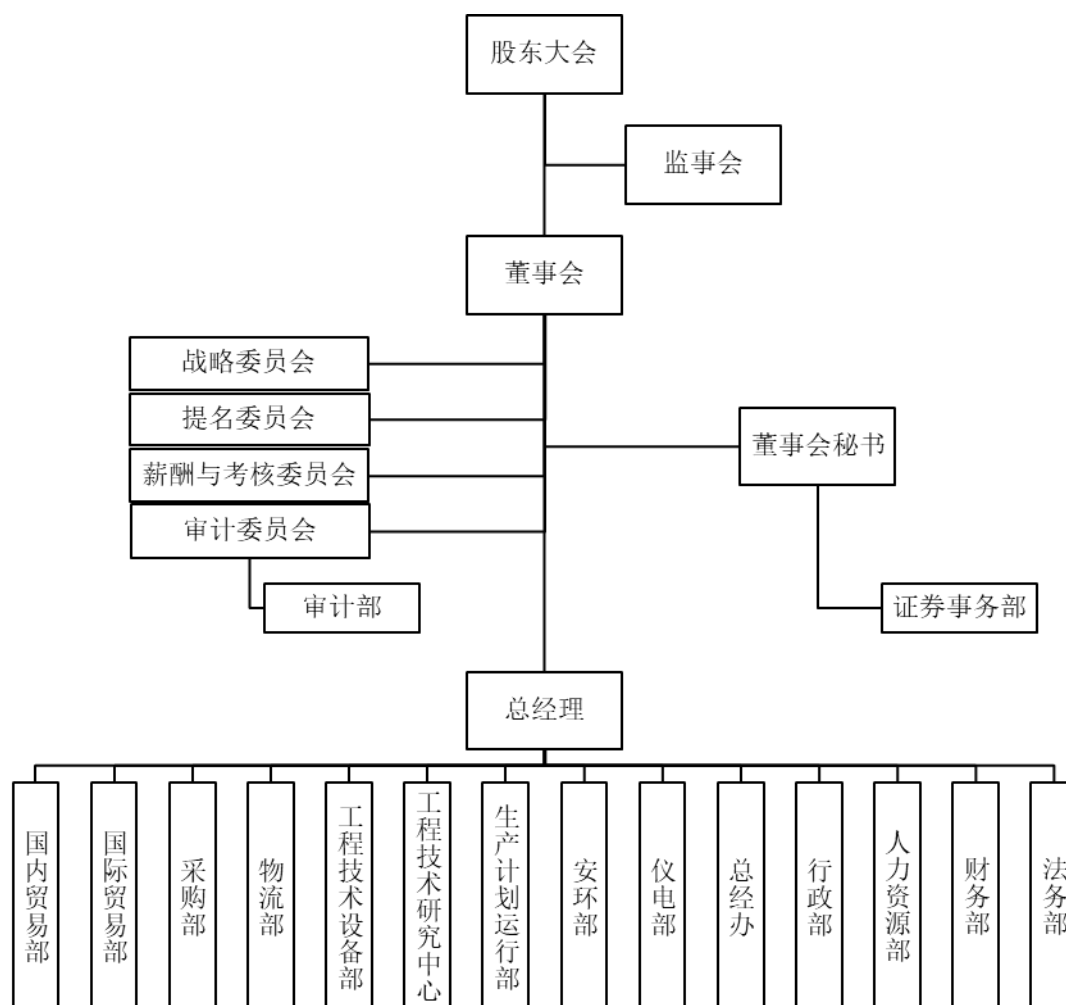 股东大会
监事会
董事会
战略委员会
提名委员会
董事会秘书
薪酬与考核委员会
审计委员会
审计部
证券事务部
总经理
国内贸易部
国际贸易部
采购部
物流部
工程技术设备部
工程技术研究中心
生产计划运行部
安环部
仪电部
总经办
行政部
人力资源部
财务部
法务部